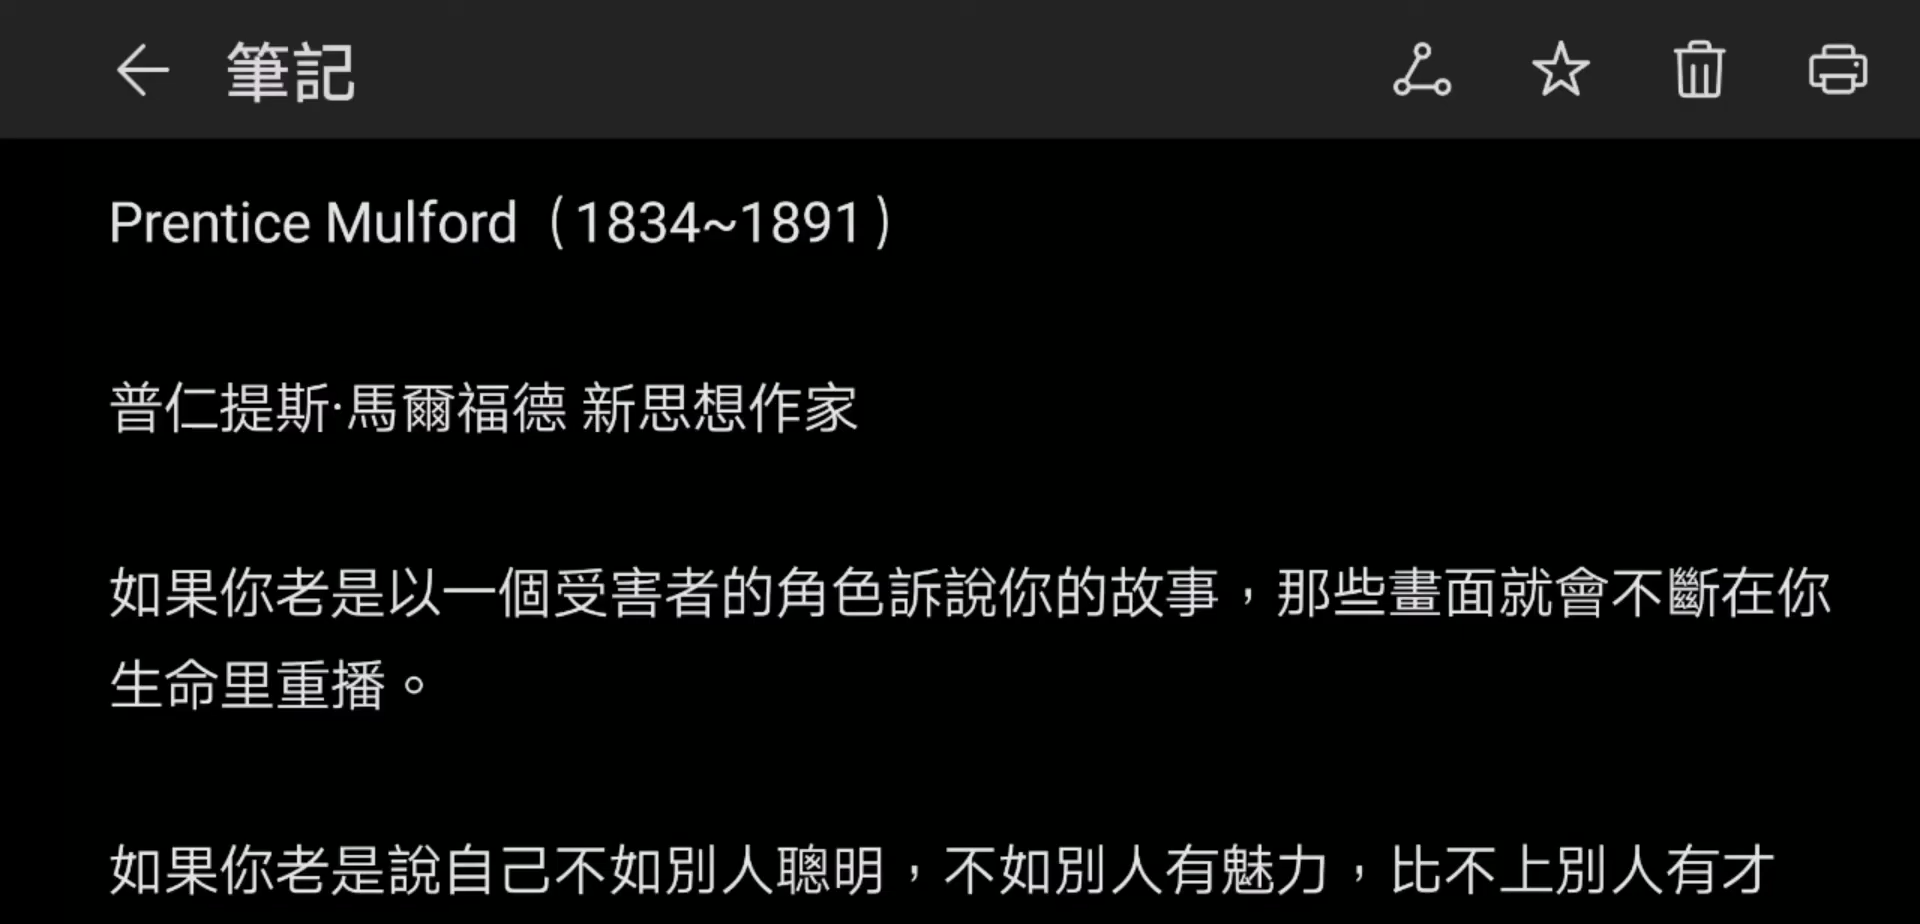 筆記
Prentice Mulford（1834~1891）
普仁提斯·馬爾福德 新思想作家
如果你老是以一個受害者的角色訴說你的故事，那些畫面就會不斷在你
生命里重播。
如果你老是說自己不如別人聰明，不如別人有魅力，比不上別人有才